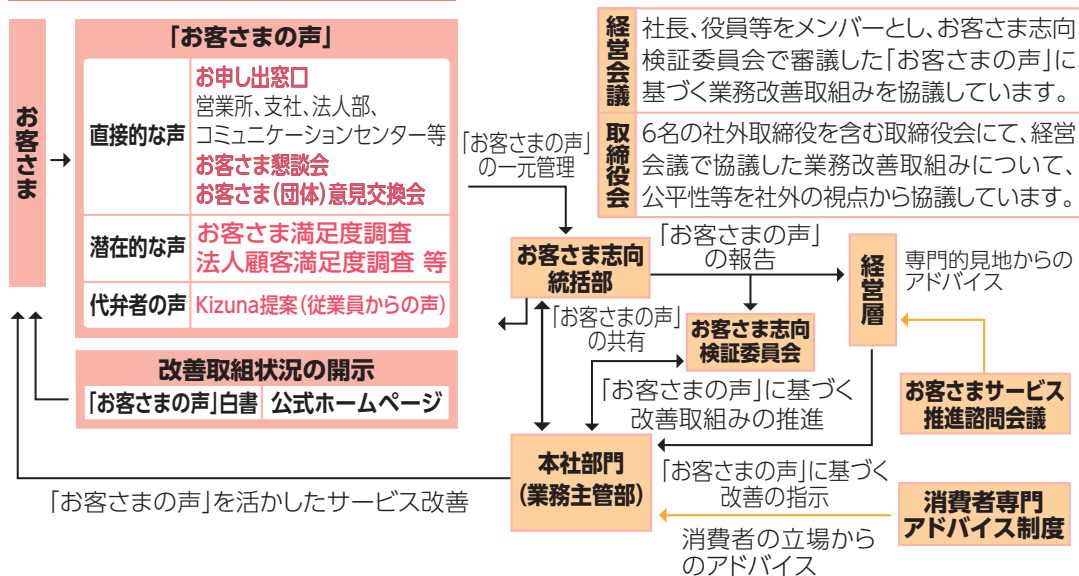 お客さま
「お客さまの声」
直接的な声
お申し出窓口
営業所、支社、法人部、
コミュニケーションセンター等
お客さま懇談会
お客さま(団体)意見交換会
潜在的な声
お客さま満足度調査
法人顧客満足度調査 等
代弁者の声
Kizuna提案(従業員からの声)
改善取組状況の開示
「お客さまの声」白書
公式ホームページ
経営会議
社長、役員等をメンバーとし、お客さま志向
検証委員会で審議した「お客さまの声」に
基づく業務改善取組みを協議しています。
取締役会
6名の社外取締役を含む取締役会にて、経営
会議で協議した業務改善取組みについて、
公平性等を社外の視点から協議しています。
「お客さまの声」
の一元管理
お客さま志向
統括部
「お客さまの声」
の報告
経営層
専門的見地からの
アドバイス
「お客さまの声」
の共有
お客さま志向
検証委員会
「お客さまの声」に基づく
改善取組みの推進
お客さまサービス
推進諮問会議
本社部門
(業務主管部)
「お客さまの声」に基づく
改善の指示
「お客さまの声」を活かしたサービス改善
消費者専門
アドバイス制度
消費者の立場から
のアドバイス